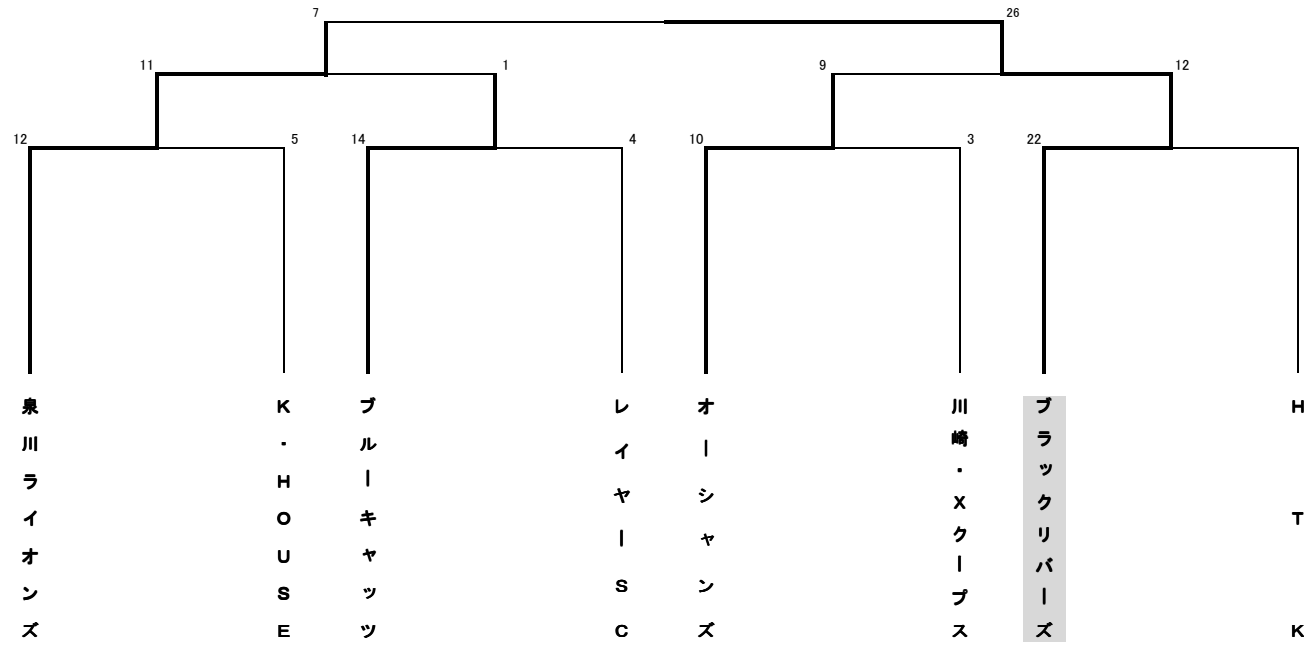 7
26
11
1
9
12
12
5
14
4
10
3
22
泉川ライオンズ
K・HOUSE
ブルーキャッツ
レイヤーSC
オーシャンズ
川崎・Xクープス
ブラックリバーズ
HTK